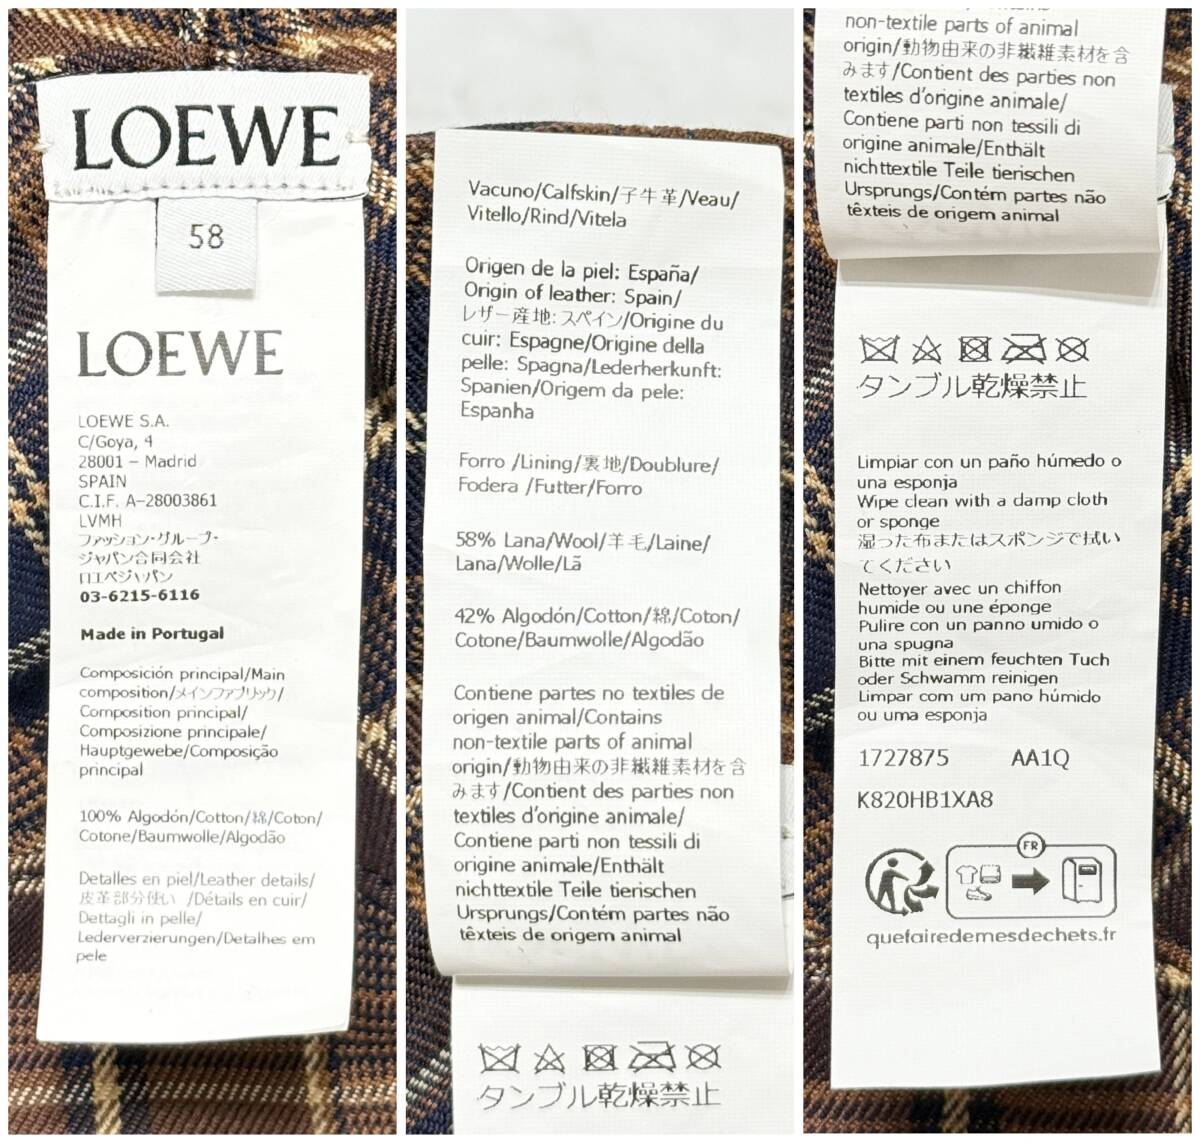 LOEWE
58
LOEWE
LOEWE S.A.
C/Goya, 4
28001 – Madrid
SPAIN
C.I.F. A–28003861
LVMH
ファッション・グループ・
ジャパン合同会社
ロエベジャパン
03-6215-6116
Made in Portugal
Composición principal/Main
composition/メインファブリック/
Composition principal/
Composizione principale/
Hauptgewebe/Composição
principal
100% Algodón/Cotton/綿/Coton/
Cotone/Baumwolle/Algodão
Detalles en piel/Leather details/
皮革部分使い /Détails en cuir/
Dettagli in pelle/
Lederverzierungen/Detalhes em
pele
Vacuno/Calfskin/子牛革/Veau/
Vitello/Rind/Vitela
Origen de la piel: España/
Origin of leather: Spain/
レザー産地: スペイン/Origine du
cuir: Espagne/Origine della
pelle: Spagna/Lederherkunft:
Spanien/Origem da pele:
Espanha
Forro /Lining/裏地/Doublure/
Fodera /Futter/Forro
58% Lana/Wool/羊毛/Laine/
Lana/Wolle/Lã
42% Algodón/Cotton/綿/Coton/
Cotone/Baumwolle/Algodão
Contiene partes no textiles de
origen animal/Contains
non-textile parts of animal
origin/動物由来の非繊維素材を含
みます/Contient des parties non
textiles d'origine animale/
Contiene parti non tessili di
origine animale/Enthält
nichttextile Teile tierischen
Ursprungs/Contém partes não
têxteis de origem animal
タンブル乾燥禁止
non-textile parts of animal
origin/動物由来の非繊維素材を含
みます/Contient des parties non
textiles d'origine animale/
Contiene parti non tessili di
origine animale/Enthält
nichttextile Teile tierischen
Ursprungs/Contém partes não
têxteis de origem animal
タンブル乾燥禁止
Limpiar con un paño húmedo o
una esponja
Wipe clean with a damp cloth
or sponge
湿った布またはスポンジで拭い
てください
Nettoyer avec un chiffon
humide ou une éponge
Pulire con un panno umido o
una spugna
Bitte mit einem feuchten Tuch
oder Schwamm reinigen
Limpar com um pano húmido
ou uma esponja
1727875 AA1Q
K820HB1XA8
FR
quefairedemesdechets.fr